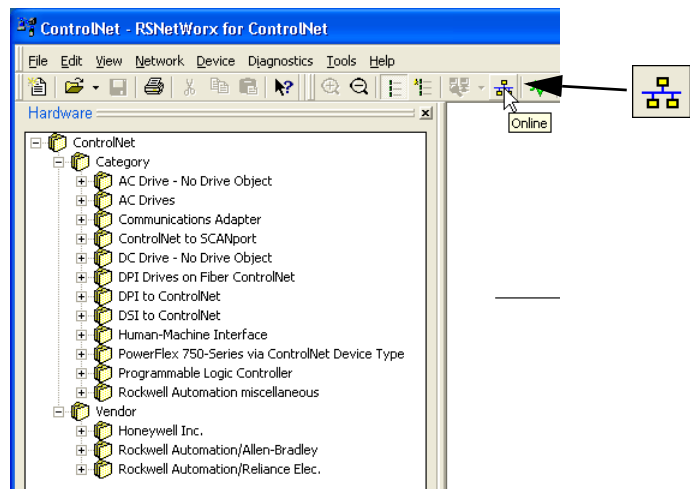 ControlNet - RSNetWorx for ControlNet
File Edit View Network Device Diagnostics Tools Help
Online
Hardware
ControlNet
Category
AC Drive - No Drive Object
AC Drives
Communications Adapter
ControlNet to SCANport
DC Drive - No Drive Object
DPI Drives on Fiber ControlNet
DPI to ControlNet
DSI to ControlNet
Human-Machine Interface
PowerFlex 750-Series via ControlNet Device Type
Programmable Logic Controller
Rockwell Automation miscellaneous
Vendor
Honeywell Inc.
Rockwell Automation/Allen-Bradley
Rockwell Automation/Reliance Elec.